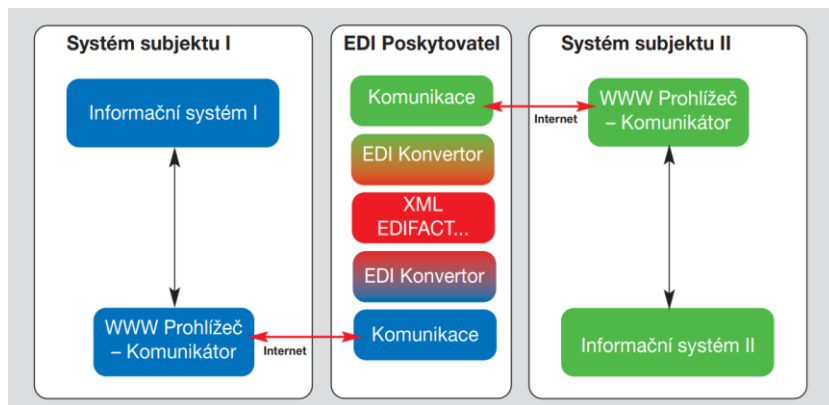 Systém subjektu I
Informační systém I
WWW Prohlížeč
– Komunikátor
Internet
EDI Poskytovatel
Komunikace
EDI Konvertor
XML
EDIFACT...
EDI Konvertor
Komunikace
Systém subjektu II
Internet
WWW Prohlížeč
– Komunikátor
Informační systém II